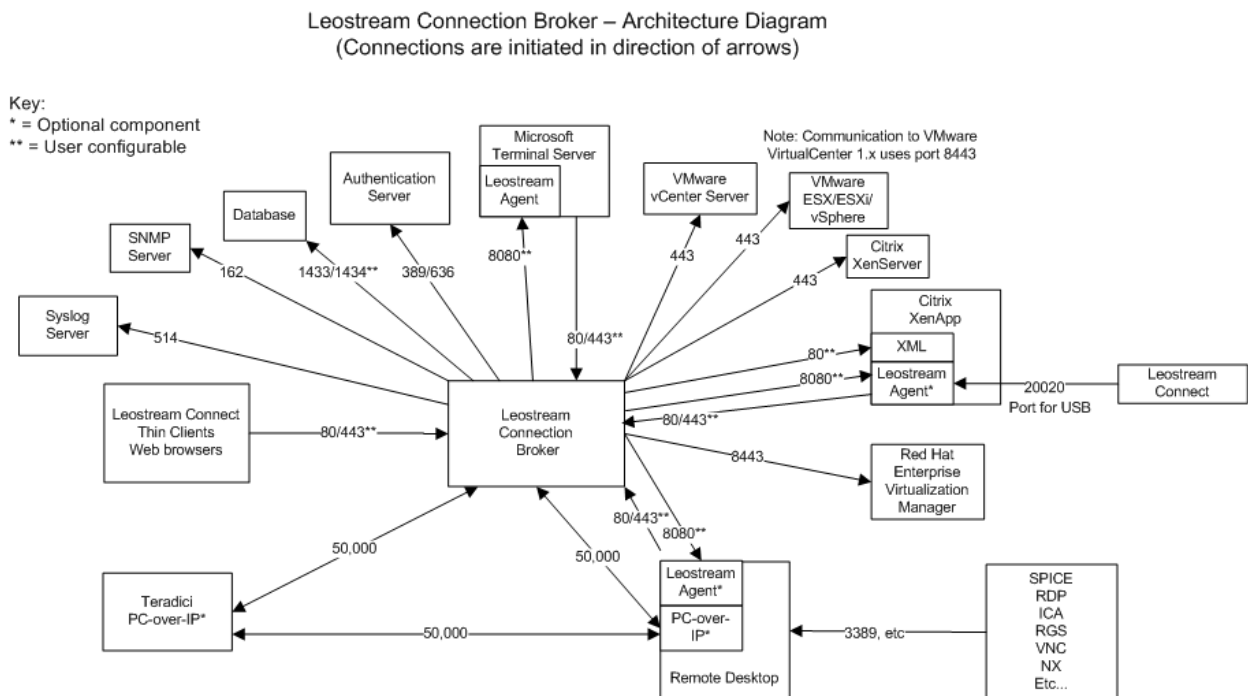 Leostream Connection Broker – Architecture Diagram
(Connections are initiated in direction of arrows)
Key:
* = Optional component
** = User configurable
Microsoft
Terminal Server
Leostream
Agent
Note: Communication to VMware
VirtualCenter 1.x uses port 8443
Authentication
Server
VMware
vCenter Server
VMware
ESX/ESXi/
vSphere
Database
SNMP
Server
Citrix
XenServer
162
1433/1434**
389/636
8080**
443
443
443
Syslog
Server
514
80/443**
Citrix
XenApp
XML
Leostream
Agent*
80**
8080**
80/443**
20020
Port for USB
Leostream
Connect
Leostream Connect
Thin Clients
Web browsers
80/443**
Leostream
Connection
Broker
8443
Red Hat
Enterprise
Virtualization
Manager
80/443**
8080**
50,000
50,000
Teradici
PC-over-IP*
50,000
Leostream
Agent*
PC-over-
IP*
Remote Desktop
3389, etc
SPICE
RDP
ICA
RGS
VNC
NX
Etc...